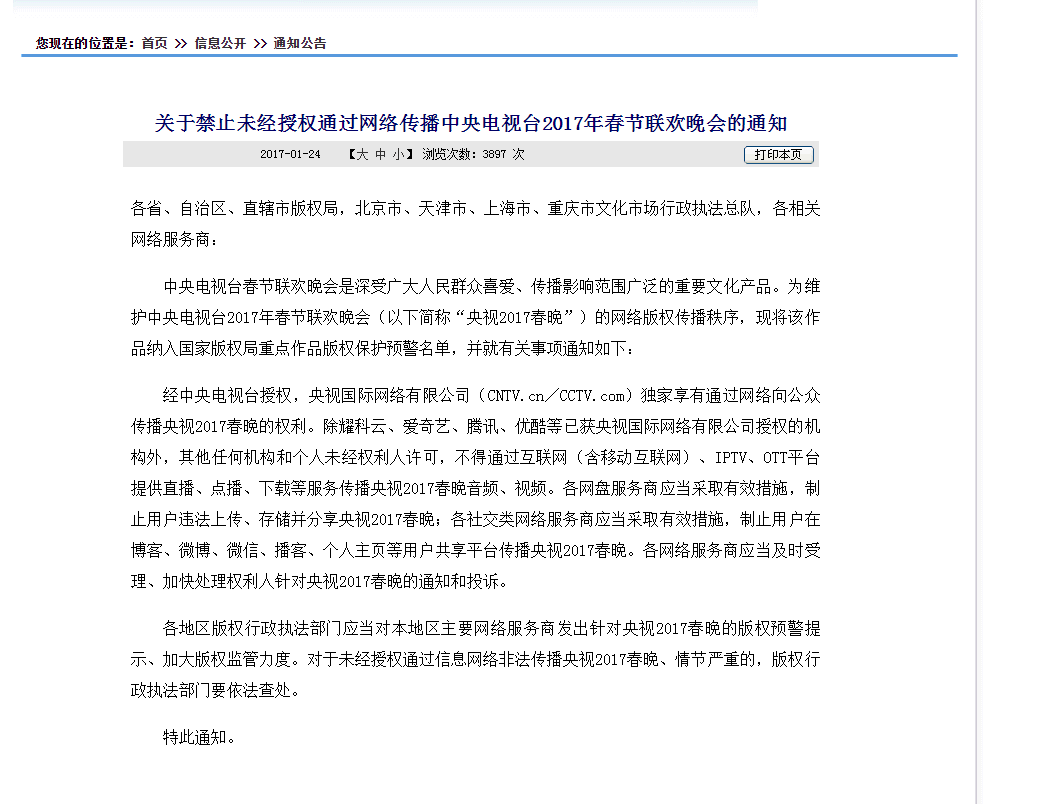 您现在的位置是：首页 >> 信息公开 >> 通知公告
关于禁止未经授权通过网络传播中央电视台2017年春节联欢晚会的通知
2017-01-24 【大 中 小】 浏览次数：3897 次 打印本页
各省、自治区、直辖市版权局，北京市、天津市、上海市、重庆市文化市场行政执法总队，各相关
网络服务商：
中央电视台春节联欢晚会是深受广大人民群众喜爱、传播影响范围广泛的重要文化产品。为维
护中央电视台2017年春节联欢晚会（以下简称“央视2017春晚”）的网络版权传播秩序，现将该作
品纳入国家版权局重点作品版权保护预警名单，并就有关事项通知如下：
经中央电视台授权，央视国际网络有限公司（CNTV.cn／CCTV.com）独家享有通过网络向公众
传播央视2017春晚的权利。除耀科云、爱奇艺、腾讯、优酷等已获央视国际网络有限公司授权的机
构外，其他任何机构和个人未经权利人许可，不得通过互联网（含移动互联网）、IPTV、OTT平台
提供直播、点播、下载等服务传播央视2017春晚音频、视频。各网盘服务商应当采取有效措施，制
止用户违法上传、存储并分享央视2017春晚；各社交类网络服务商应当采取有效措施，制止用户在
博客、微博、微信、播客、个人主页等用户共享平台传播央视2017春晚。各网络服务商应当及时受
理、加快处理权利人针对央视2017春晚的通知和投诉。
各地区版权行政执法部门应当对本地区主要网络服务商发出针对央视2017春晚的版权预警提
示、加大版权监管力度。对于未经授权通过信息网络非法传播央视2017春晚、情节严重的，版权行
政执法部门要依法查处。
特此通知。